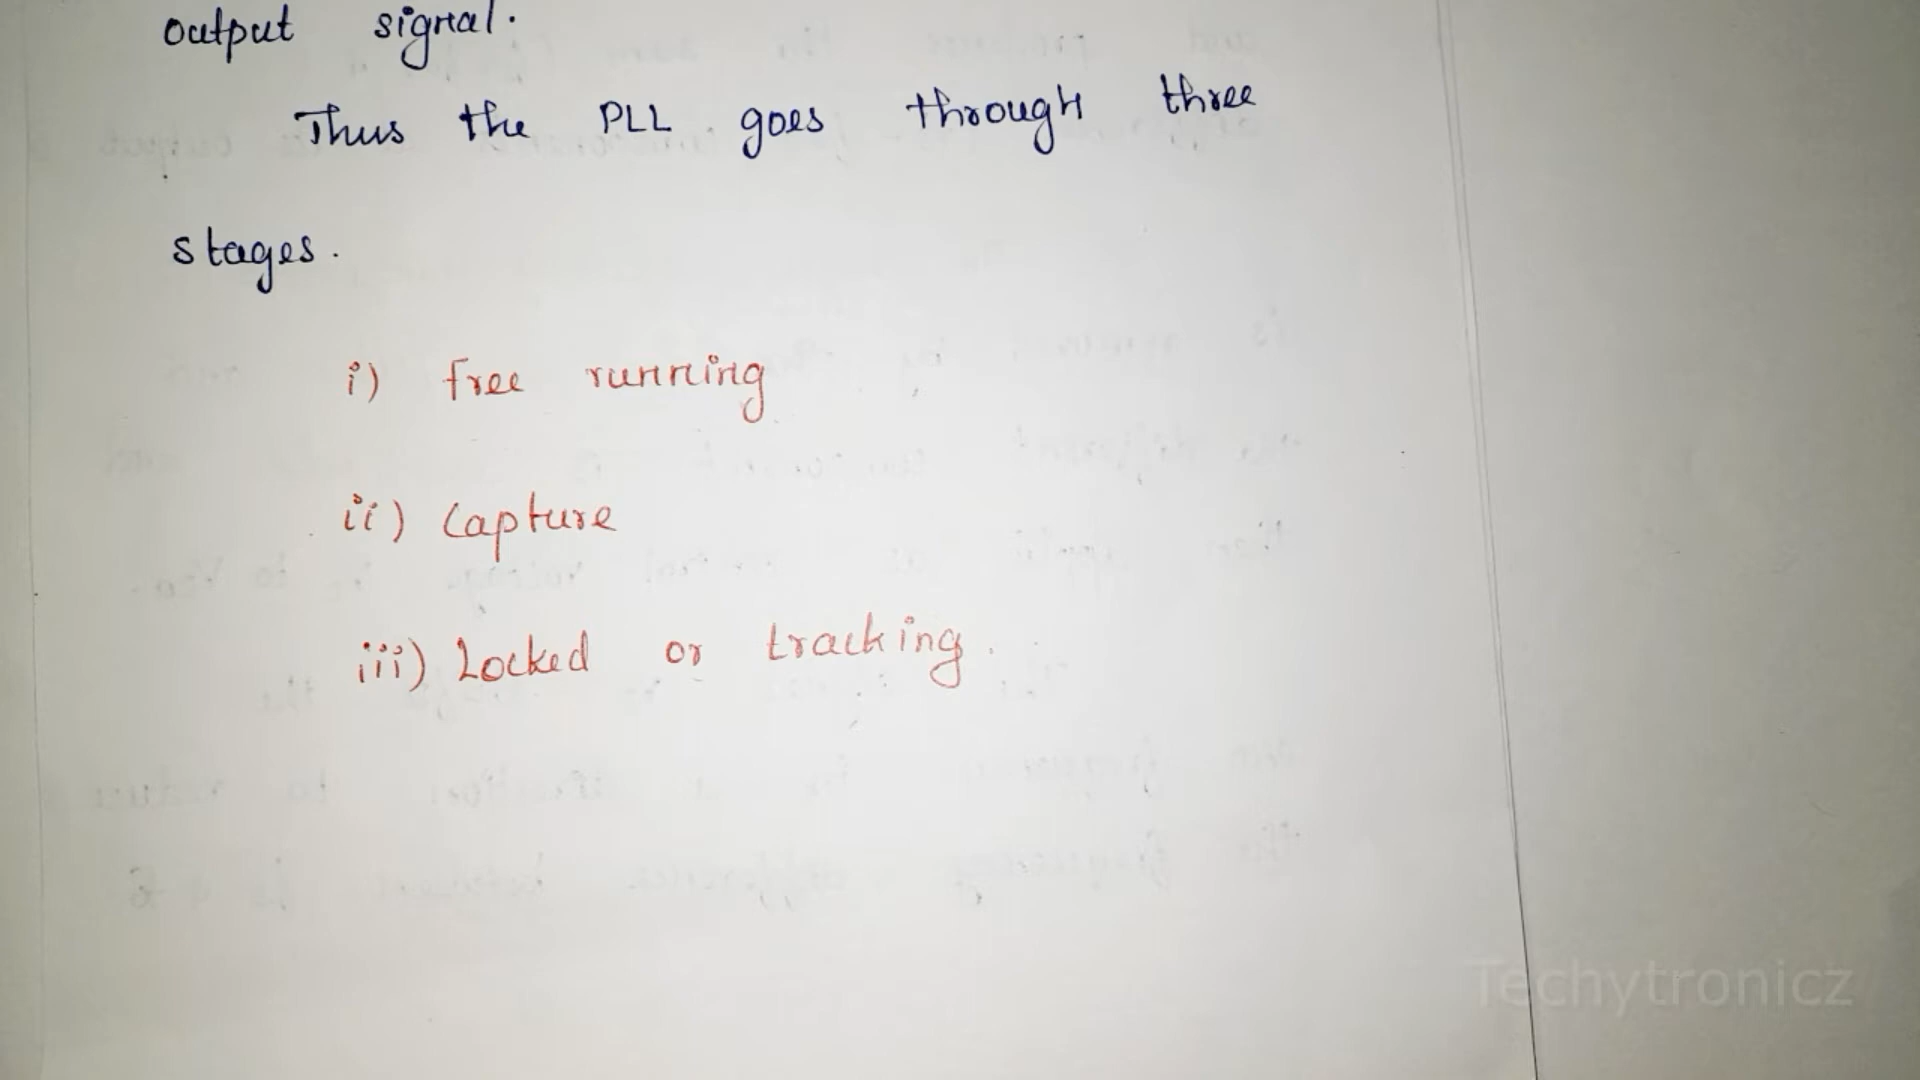 output signal.
Thus the PLL goes through three
stages.
i) free running
ii) Capture
iii) Locked or tracking.
Techytronicz